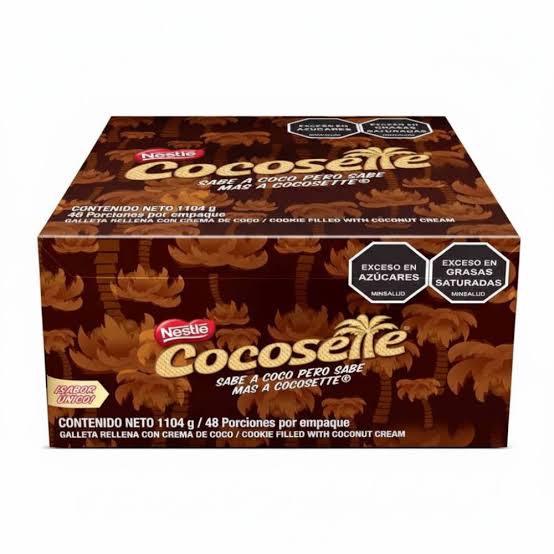 EXCESO EN
AZÚCARES
EXCESO EN
GRASAS
SATURADAS
Nestlé
Cocosette
SABE A COCO PERO SABE
MÁS A COCOSETTE®
CONTENIDO NETO 1104 g
48 Porciones por empaque
GALLETA RELLENA CON CREMA DE COCO / COOKIE FILLED WITH COCONUT CREAM
EXCESO EN
AZÚCARES
MINSALUD
EXCESO EN
GRASAS
SATURADAS
MINSALUD
Nestlé
Cocosette
SABE A COCO PERO SABE
MÁS A COCOSETTE®
¡SABOR
ÚNICO!
CONTENIDO NETO 1104 g / 48 Porciones por empaque
GALLETA RELLENA CON CREMA DE COCO / COOKIE FILLED WITH COCONUT CREAM